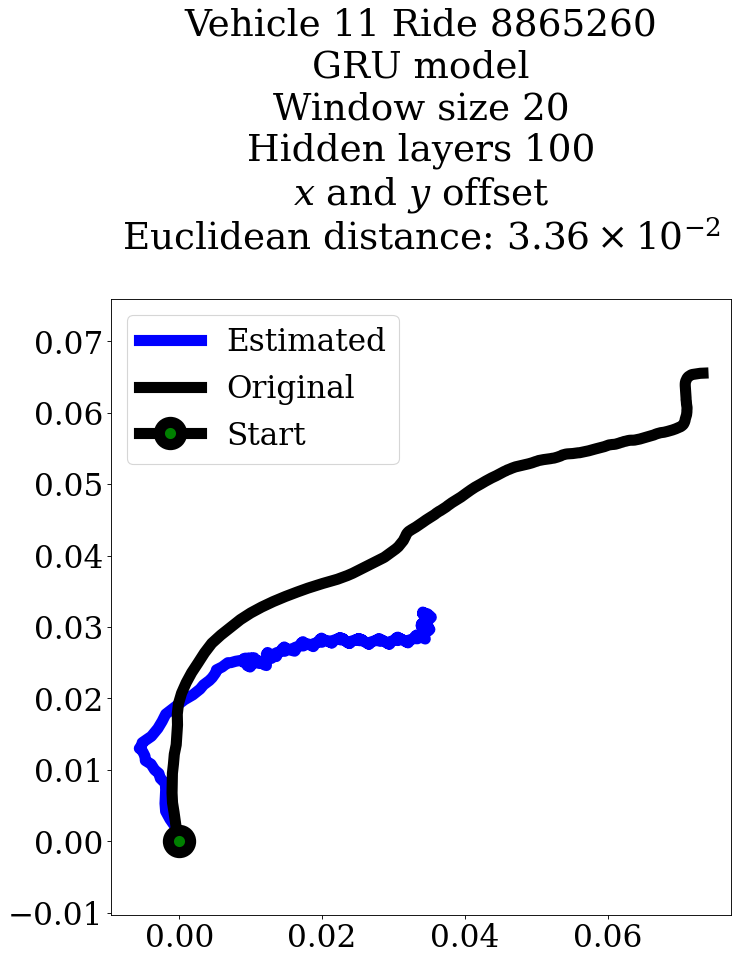 Vehicle 11 Ride 8865260
GRU model
Window size 20
Hidden layers 100
x and y offset
Euclidean distance: 3.36 × 10⁻²
Estimated
Original
Start
0.07
0.06
0.05
0.04
0.03
0.02
0.01
0.00
−0.01
0.00 0.02 0.04 0.06